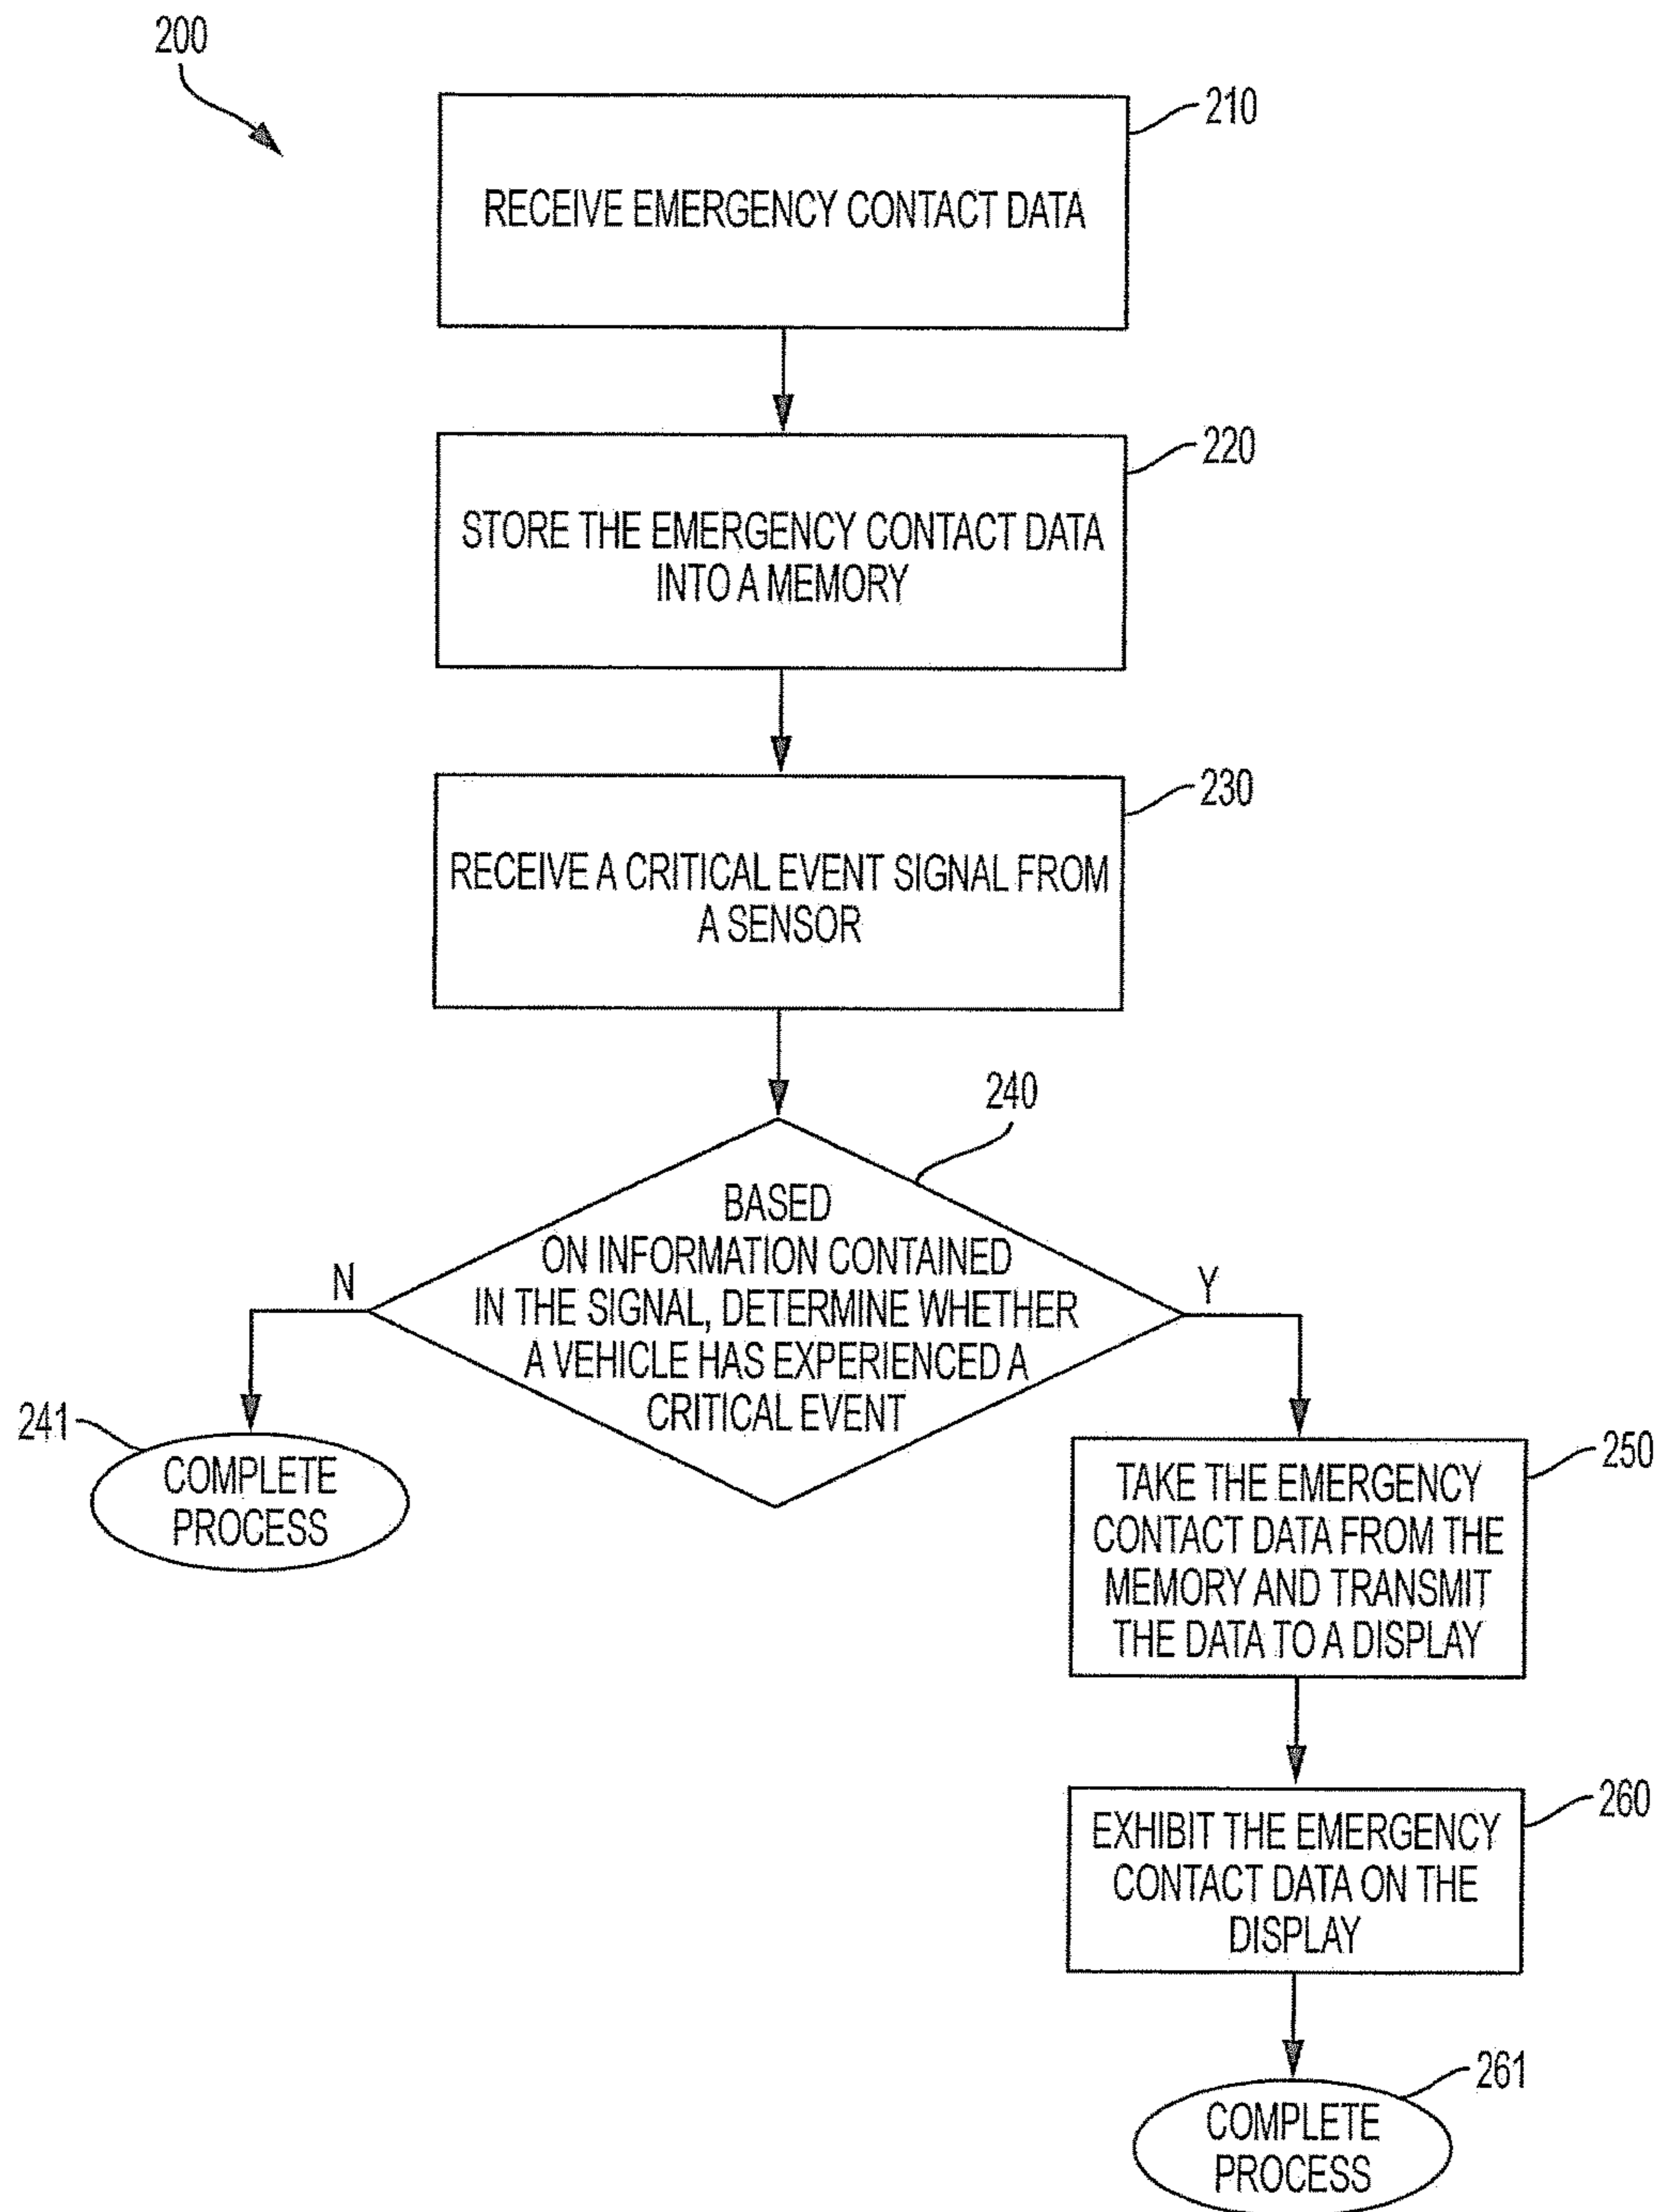 200
210
RECEIVE EMERGENCY CONTACT DATA
220
STORE THE EMERGENCY CONTACT DATA
INTO A MEMORY
230
RECEIVE A CRITICAL EVENT SIGNAL FROM
A SENSOR
240
BASED
ON INFORMATION CONTAINED
IN THE SIGNAL, DETERMINE WHETHER
A VEHICLE HAS EXPERIENCED A
CRITICAL EVENT
N
Y
241
COMPLETE
PROCESS
250
TAKE THE EMERGENCY
CONTACT DATA FROM THE
MEMORY AND TRANSMIT
THE DATA TO A DISPLAY
260
EXHIBIT THE EMERGENCY
CONTACT DATA ON THE
DISPLAY
261
COMPLETE
PROCESS